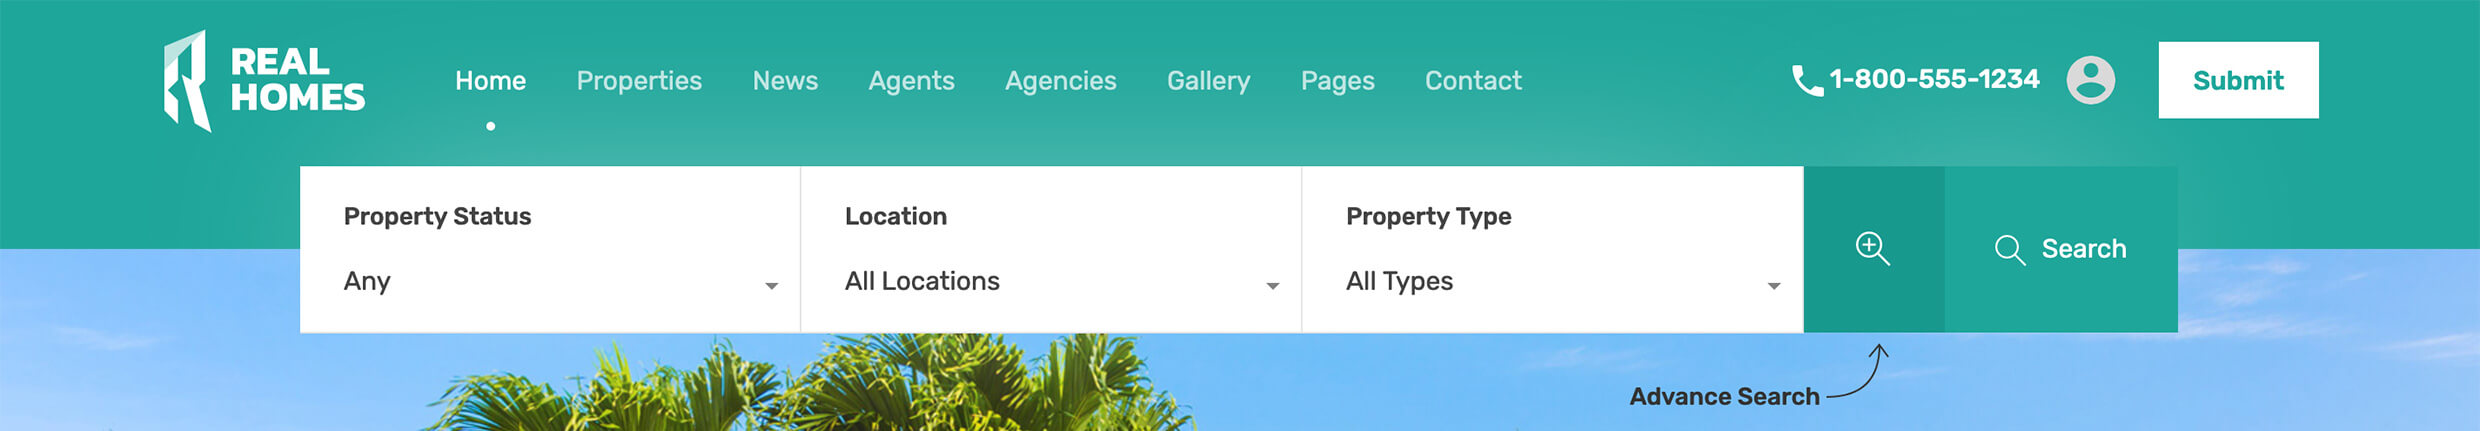 REAL
HOMES
Home Properties News Agents Agencies Gallery Pages Contact
1-800-555-1234
Submit
Property Status Location Property Type
Any All Locations All Types
Search
Advance Search